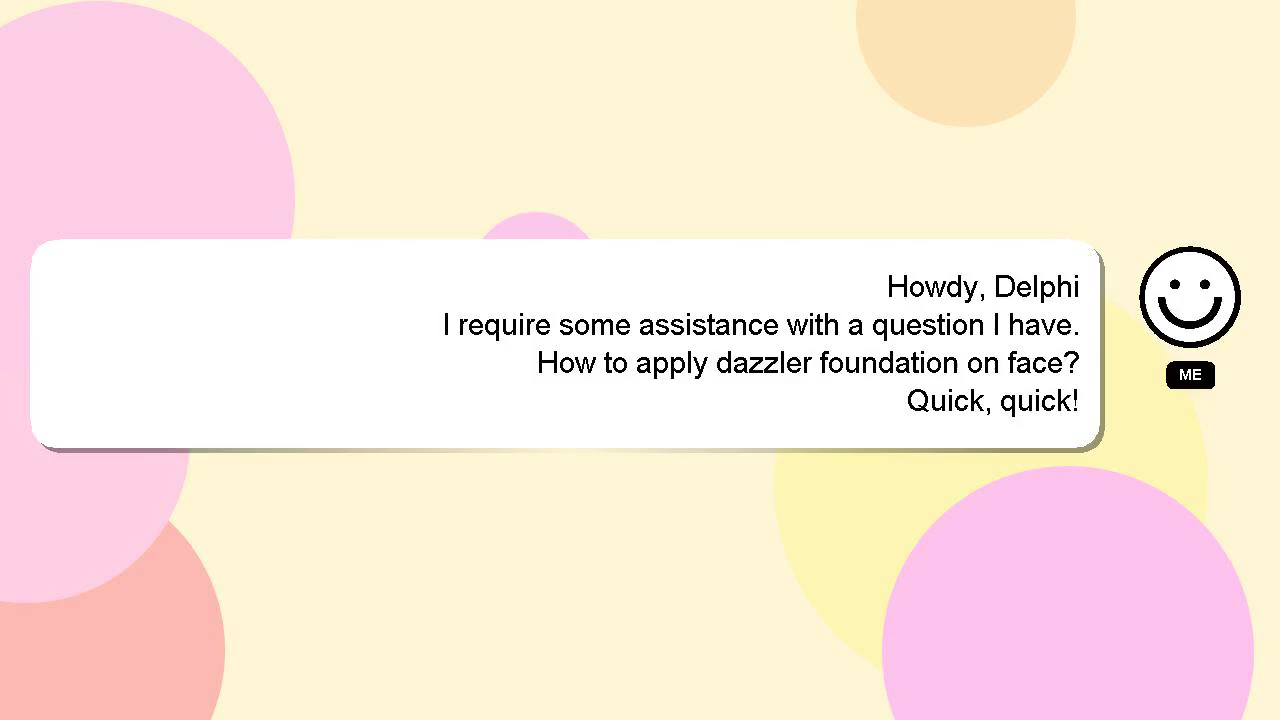 Howdy, Delphi
I require some assistance with a question I have.
How to apply dazzler foundation on face?
Quick, quick!
ME